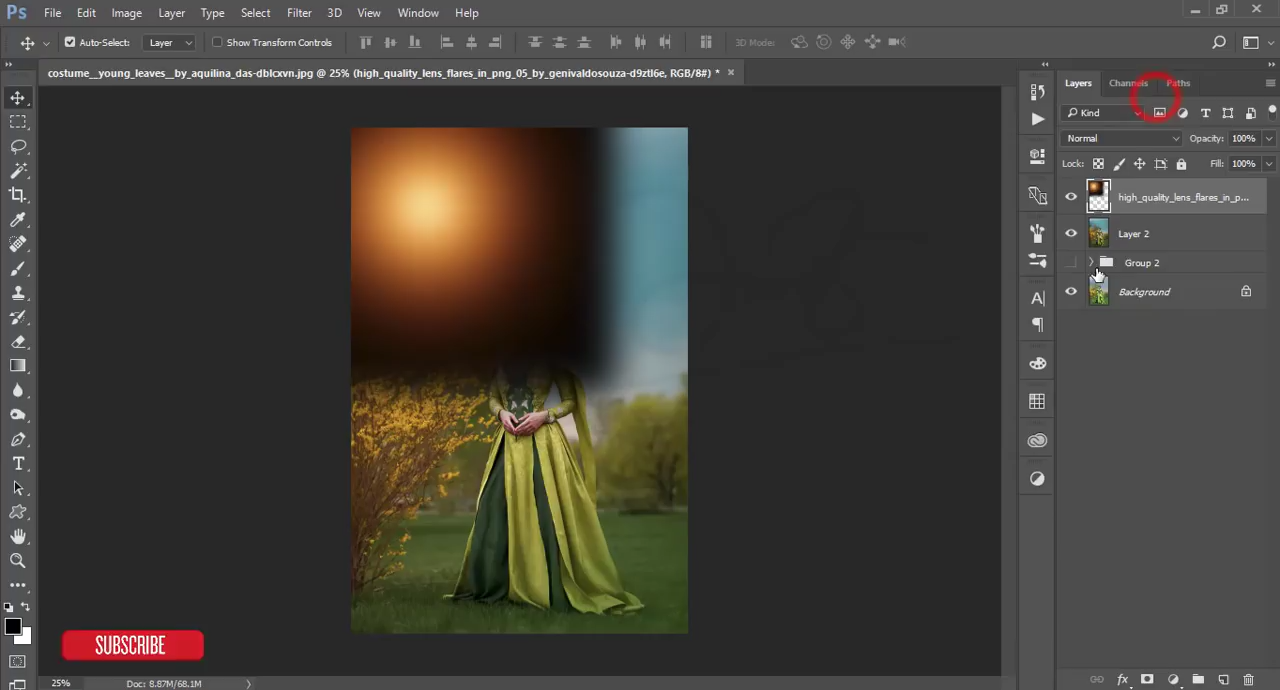 Ps File Edit Image Layer Type Select Filter 3D View Window Help
Auto-Select: Layer Show Transform Controls 3D Mode:
costume__young_leaves__by_aquilina_das-dblcxvn.jpg @ 25% (high_quality_lens_flares_in_png_05_by_genivaldosouza-d9ztl6e, RGB/8#) *
Layers Channels Paths
Kind
Normal Opacity: 100%
Lock: Fill: 100%
high_quality_lens_flares_in_p...
Layer 2
Group 2
Background
SUBSCRIBE
25% Doc: 8.87M/68.1M
fx